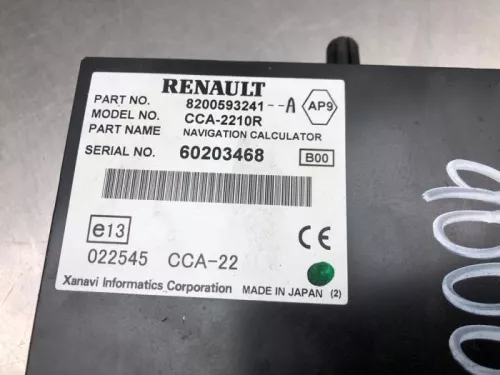 RENAULT
PART NO. 8200593241--A AP9
MODEL NO. CCA-2210R
PART NAME NAVIGATION CALCULATOR
SERIAL NO. 60203468 B00
e13 CE
022545 CCA-22
Xanavi Informatics Corporation MADE IN JAPAN (2)